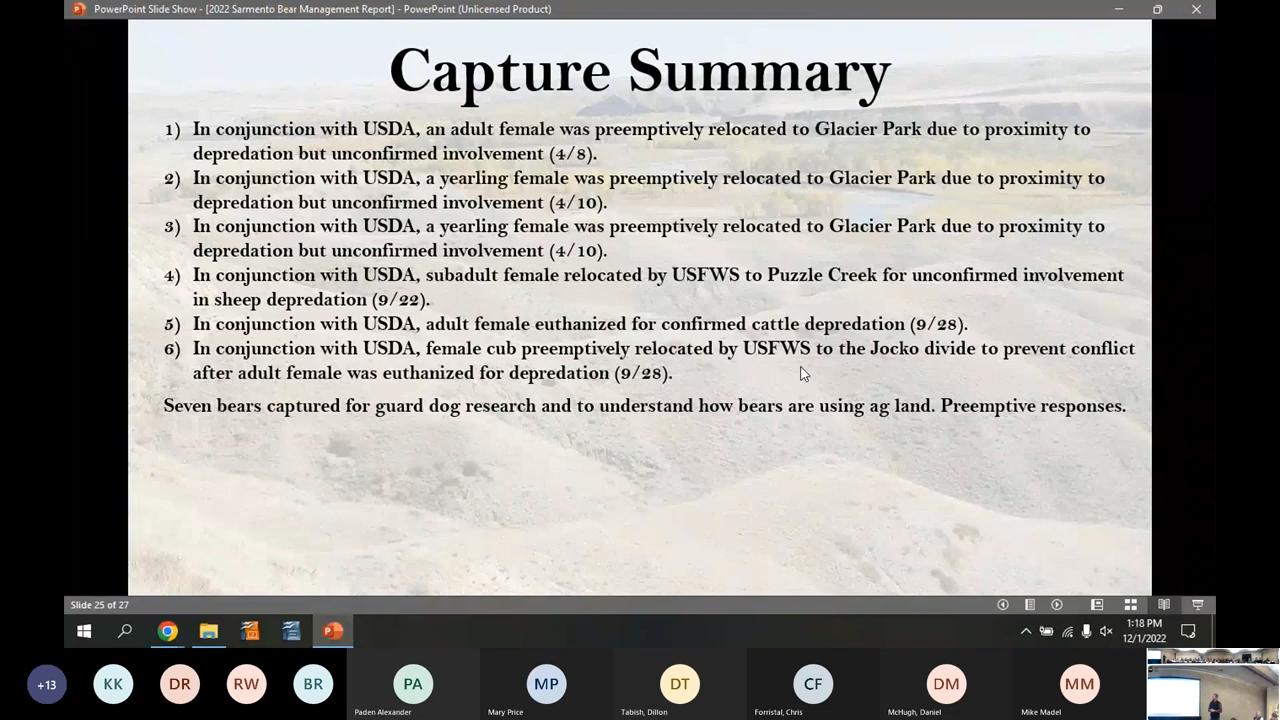 PowerPoint Slide Show - [2022 Sarmento Bear Management Report] - PowerPoint (Unlicensed Product)
Capture Summary
1) In conjunction with USDA, an adult female was preemptively relocated to Glacier Park due to proximity to
depredation but unconfirmed involvement (4/8).
2) In conjunction with USDA, a yearling female was preemptively relocated to Glacier Park due to proximity to
depredation but unconfirmed involvement (4/10).
3) In conjunction with USDA, a yearling female was preemptively relocated to Glacier Park due to proximity to
depredation but unconfirmed involvement (4/10).
4) In conjunction with USDA, subadult female relocated by USFWS to Puzzle Creek for unconfirmed involvement
in sheep depredation (9/22).
5) In conjunction with USDA, adult female euthanized for confirmed cattle depredation (9/28).
6) In conjunction with USDA, female cub preemptively relocated by USFWS to the Jocko divide to prevent conflict
after adult female was euthanized for depredation (9/28).
Seven bears captured for guard dog research and to understand how bears are using ag land. Preemptive responses.
Slide 25 of 27
1:18 PM
12/1/2022
+13 KK DR RW BR PA MP DT CF DM MM
Paden Alexander Mary Price Tabish, Dillon Forristal, Chris McHugh, Daniel Mike Madel